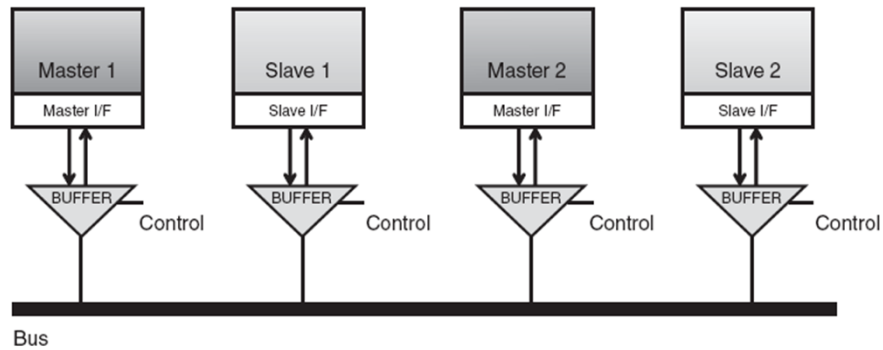 Master 1
Slave 1
Master 2
Slave 2
Master I/F
Slave I/F
Master I/F
Slave I/F
BUFFER
BUFFER
BUFFER
BUFFER
Control
Control
Control
Control
Bus